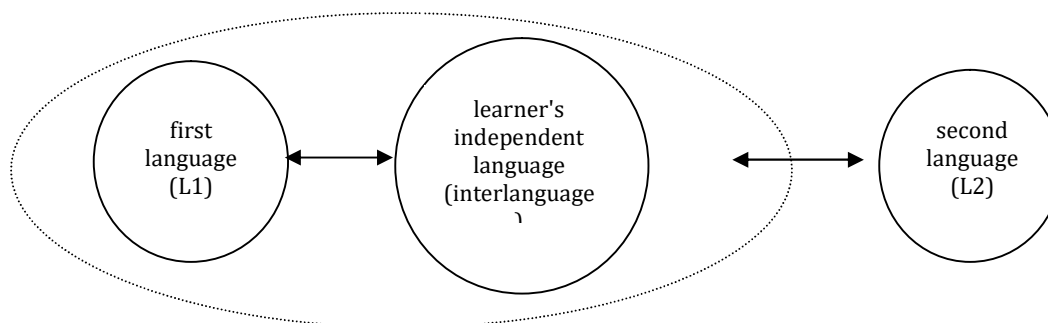 first
language
(L1)
learner's
independent
language
(interlanguage
)
second
language
(L2)